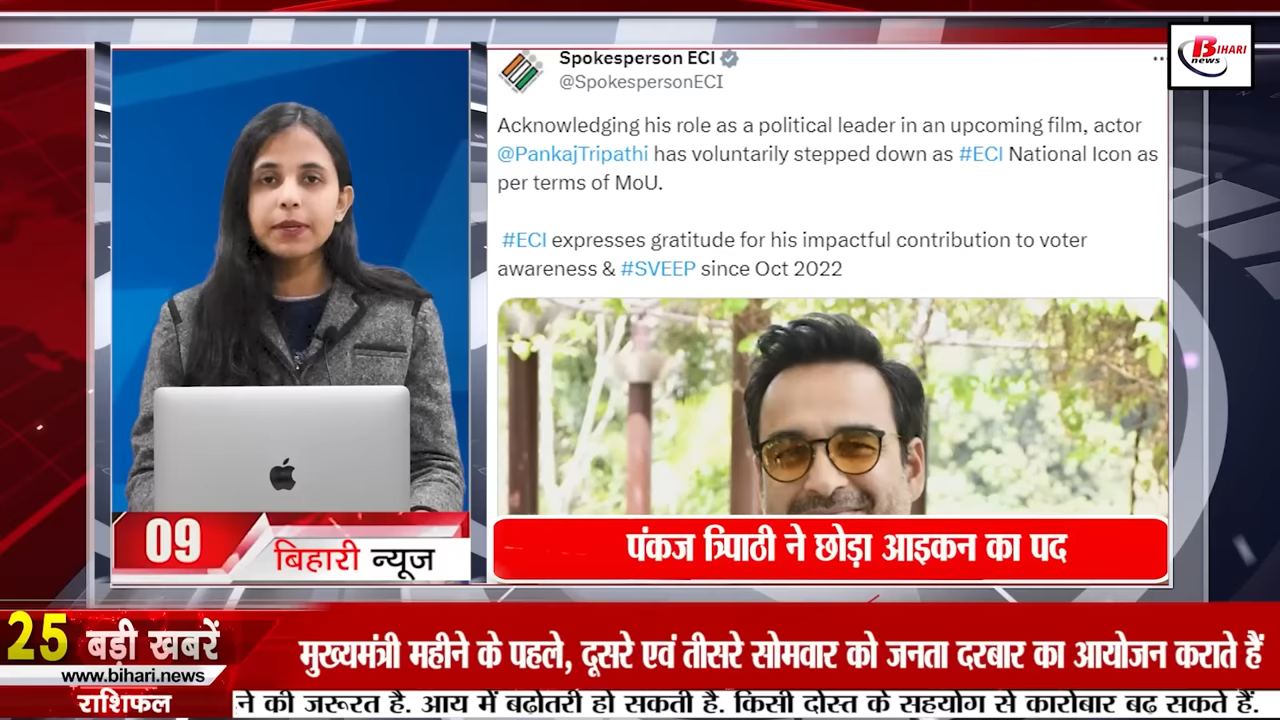 BIHARI
news
Spokesperson ECI
@SpokespersonECI
Acknowledging his role as a political leader in an upcoming film, actor
@PankajTripathi has voluntarily stepped down as #ECI National Icon as
per terms of MoU.
#ECI expresses gratitude for his impactful contribution to voter
awareness & #SVEEP since Oct 2022
09
बिहारी न्यूज
पंकज त्रिपाठी ने छोड़ा आइकन का पद
25 बड़ी खबरें
www.bihari.news
मुख्यमंत्री महीने के पहले, दूसरे एवं तीसरे सोमवार को जनता दरबार का आयोजन कराते हैं
राशिफल
ने की जरूरत है. आय में बढ़ोतरी हो सकती है. किसी दोस्त के सहयोग से कारोबार बढ़ सकते हैं.